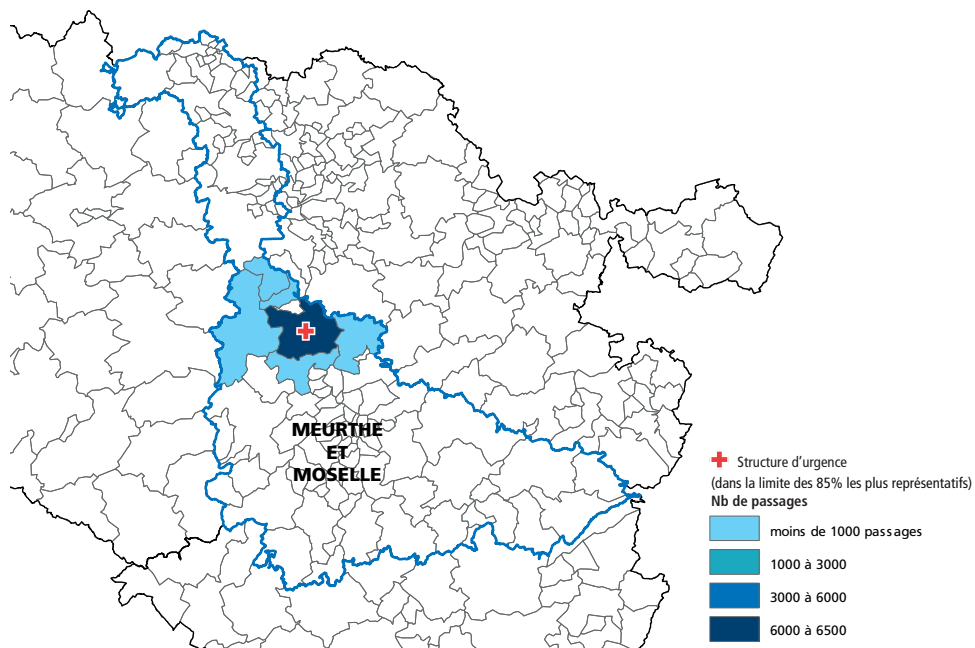 MEURTHE
ET
MOSELLE
Structure d'urgence
(dans la limite des 85% les plus représentatifs)
Nb de passages
moins de 1000 passages
1000 à 3000
3000 à 6000
6000 à 6500